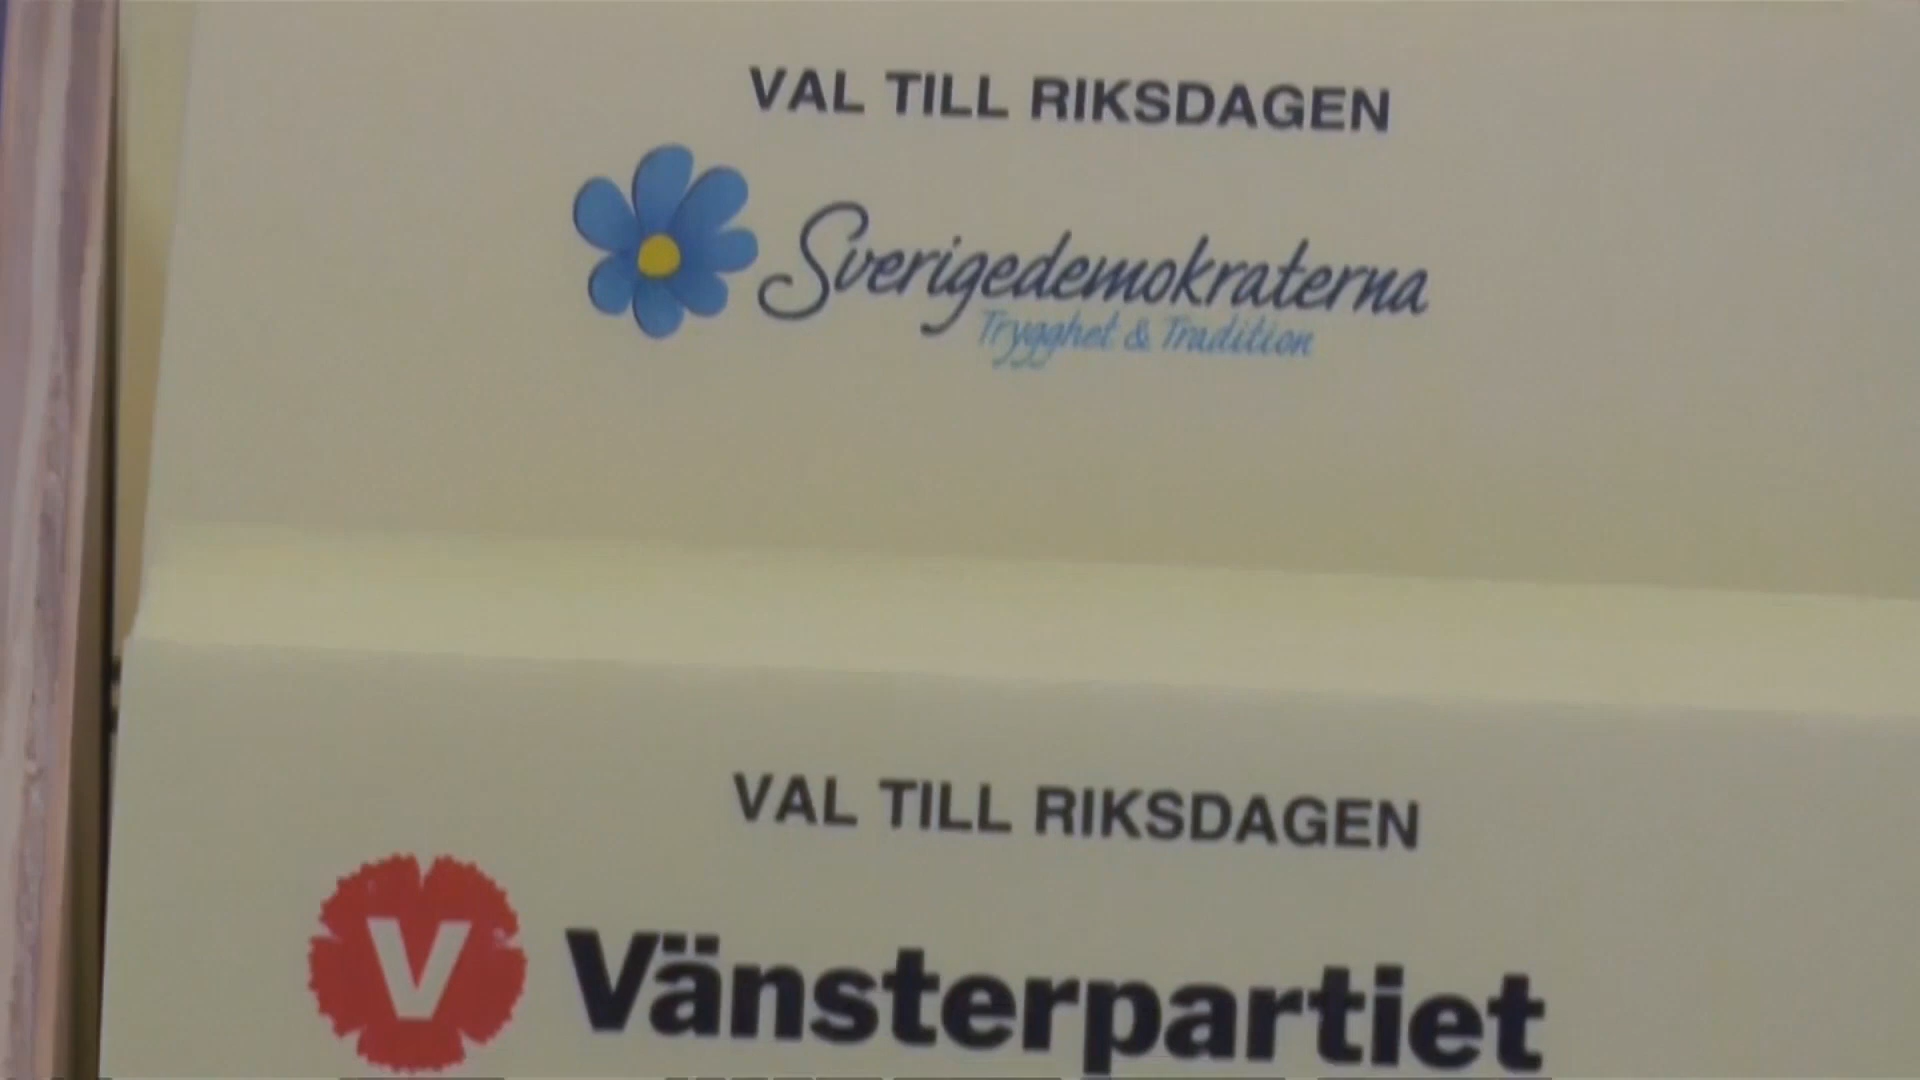 VAL TILL RIKSDAGEN
Sverigedemokraterna
Trygghet & Tradition
VAL TILL RIKSDAGEN
V
Vänsterpartiet